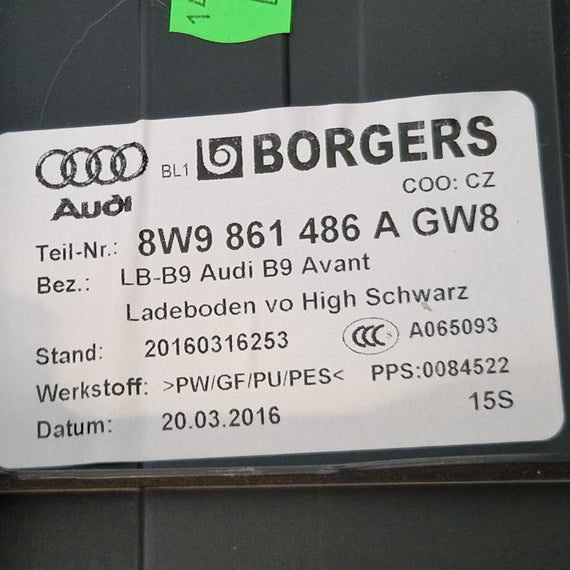 BL1 BORGERS
Audi
COO: CZ
Teil-Nr.: 8W9 861 486 A GW8
Bez.: LB-B9 Audi B9 Avant
Ladeboden vo High Schwarz
Stand: 20160316253 CCC A065093
Werkstoff: >PW/GF/PU/PES< PPS:0084522
Datum: 20.03.2016 15S